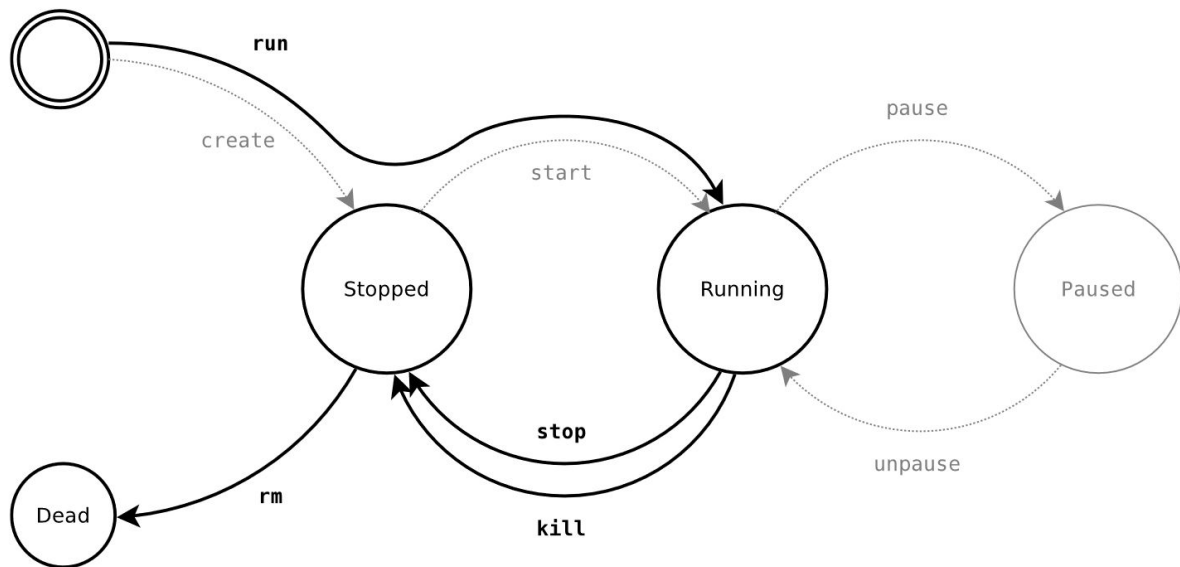 run
pause
create
start
Stopped
Running
Paused
stop
unpause
rm
Dead
kill